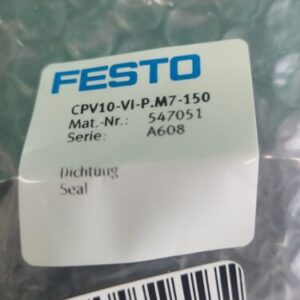 FESTO
CPV10-VI-P.M7-150
Mat.-Nr.: 547051
Serie: A608
Dichtung
Seal